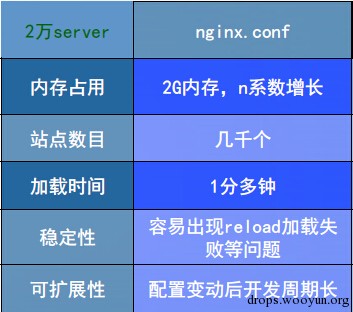 2万server
nginx.conf
内存占用
2G内存，n系数增长
站点数目
几千个
加载时间
1分多钟
稳定性
容易出现reload加载失
败等问题
可扩展性
配置变动后开发周期长
drops.wooyun.org